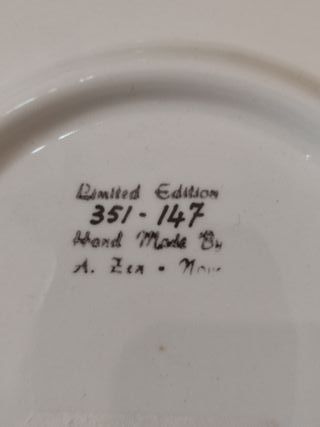 Limited Edition
351 - 147
Hand Made By
A. Zen •